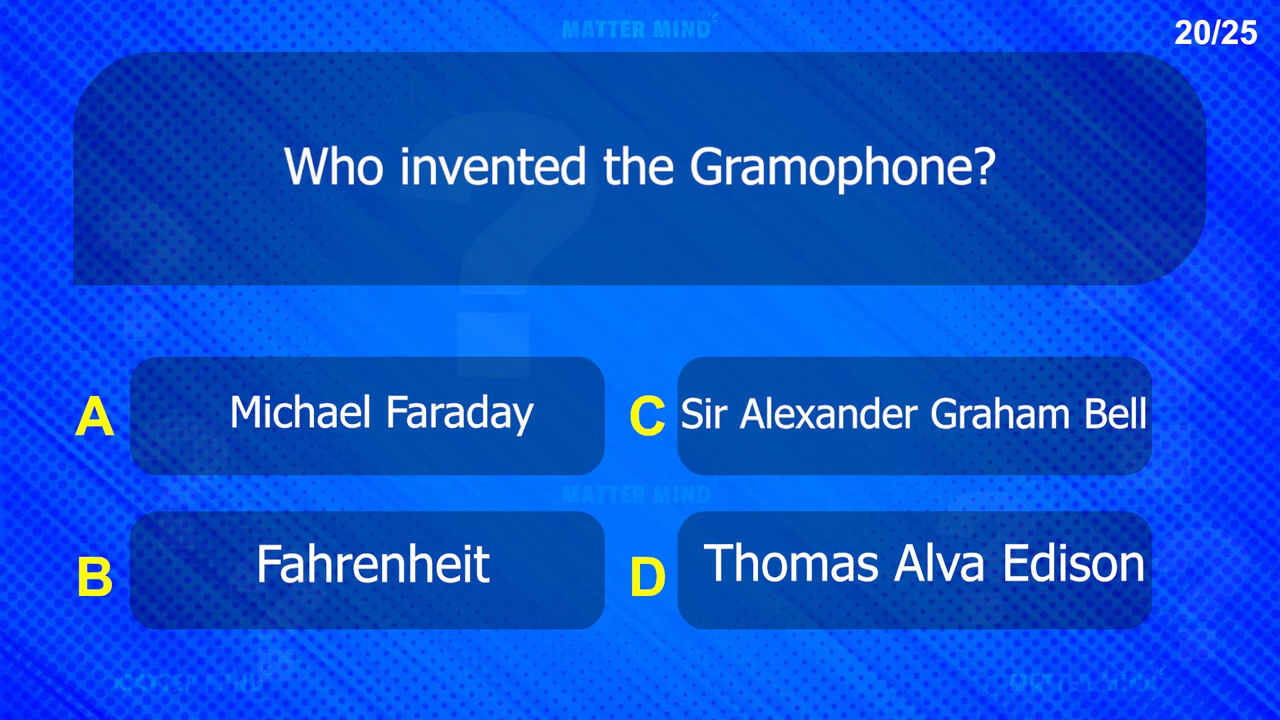 MATTER MIND
20/25
Who invented the Gramophone?
A Michael Faraday
C Sir Alexander Graham Bell
MATTER MIND
B Fahrenheit
D Thomas Alva Edison